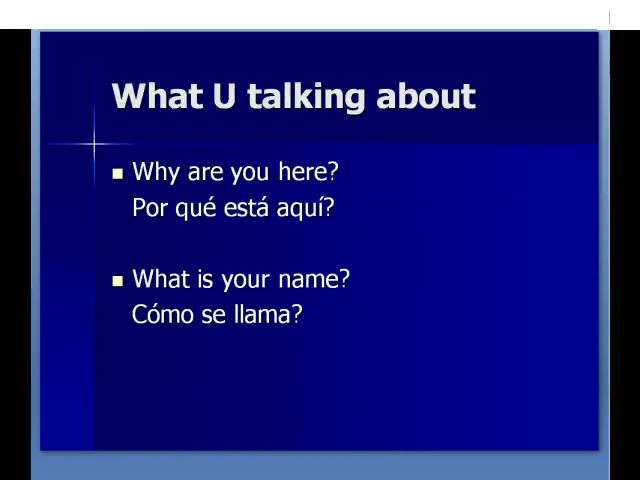 What U talking about
Why are you here?
Por qué está aquí?
What is your name?
Cómo se llama?